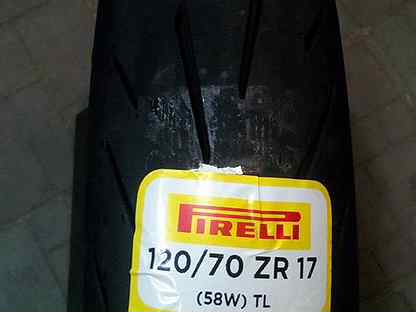 PIRELLI
120/70 ZR 17
(58W) TL